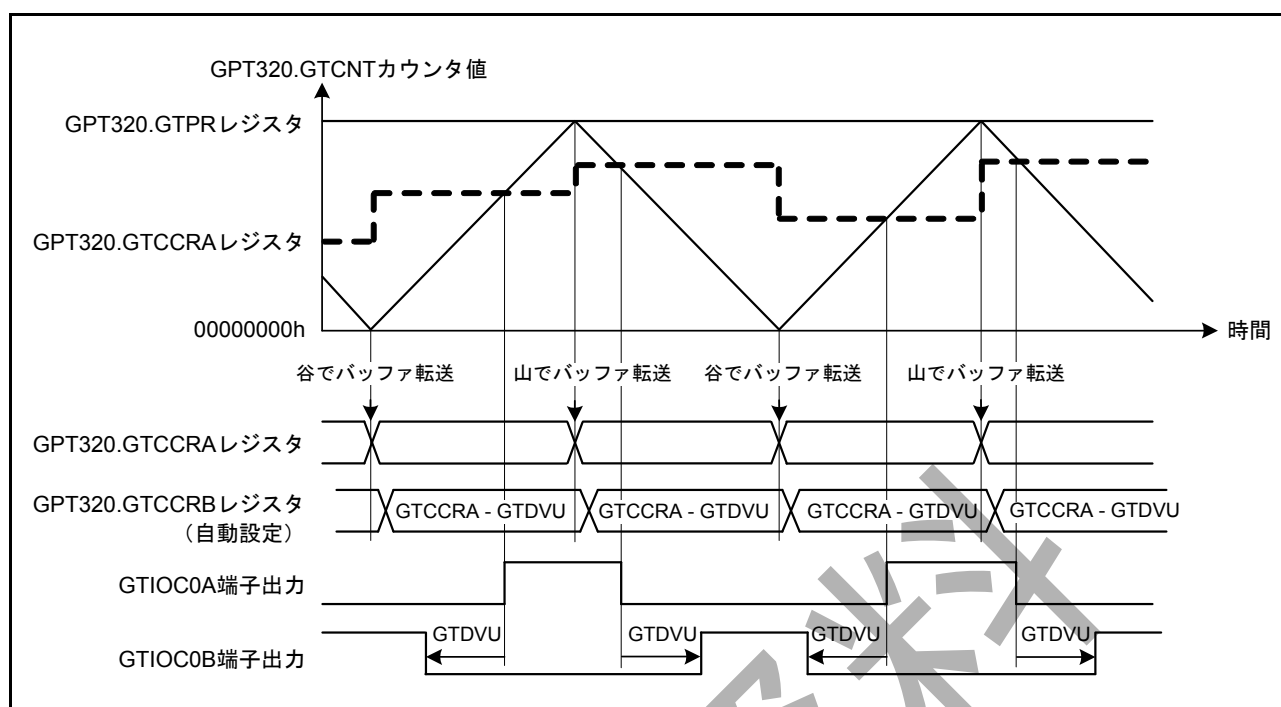 GPT320.GTCNTカウンタ値
GPT320.GTPRレジスタ
GPT320.GTCCRAレジスタ
00000000h
時間
谷でバッファ転送 山でバッファ転送 谷でバッファ転送 山でバッファ転送
GPT320.GTCCRAレジスタ
GPT320.GTCCRBレジスタ
(自動設定)
GTCCRA - GTDVU GTCCRA - GTDVU GTCCRA - GTDVU GTCCRA - GTDVU
GTIOC0A端子出力
GTIOC0B端子出力
GTDVU GTDVU GTDVU GTDVU